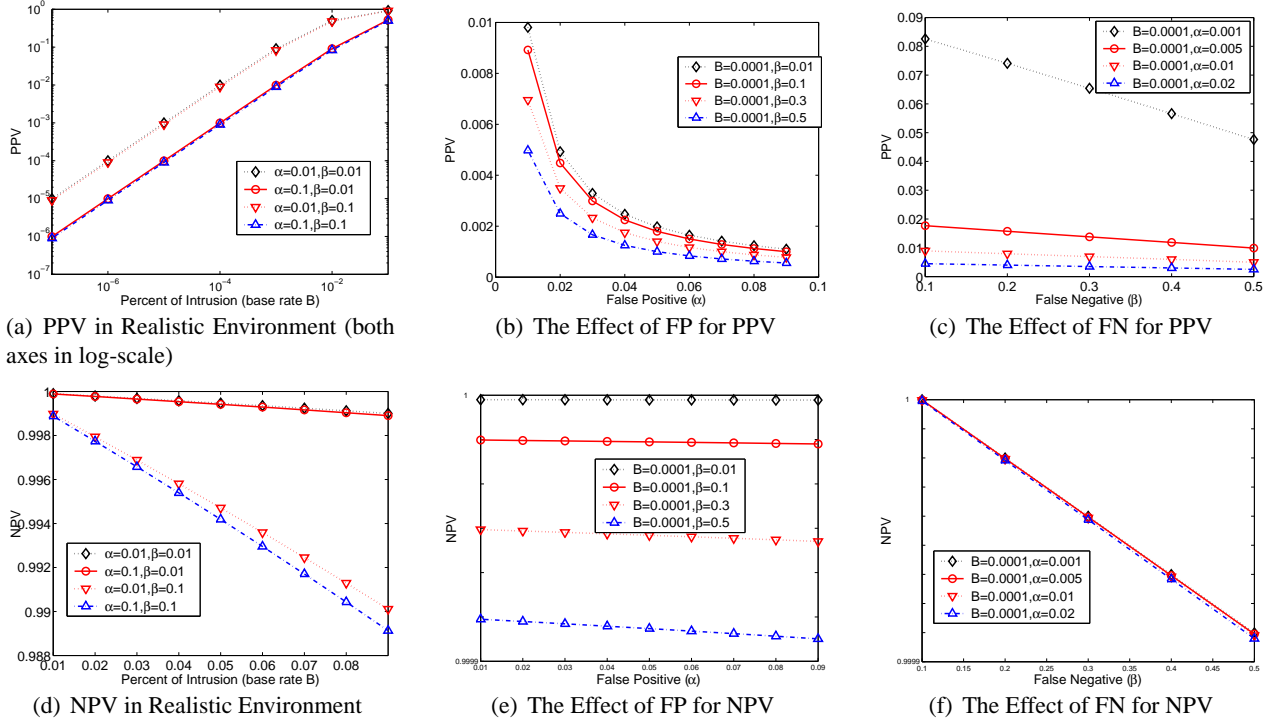 10^0
10^-1
10^-2
10^-3
10^-4
10^-5
10^-6
10^-7
PPV
α=0.01,β=0.01
α=0.1,β=0.01
α=0.01,β=0.1
α=0.1,β=0.1
10^-6 10^-4 10^-2
Percent of Intrusion (base rate B)
(a) PPV in Realistic Environment (both
axes in log-scale)
0.01
0.008
0.006
0.004
0.002
0
PPV
B=0.0001,β=0.01
B=0.0001,β=0.1
B=0.0001,β=0.3
B=0.0001,β=0.5
0 0.02 0.04 0.06 0.08 0.1
False Positive (α)
(b) The Effect of FP for PPV
0.09
0.08
0.07
0.06
0.05
0.04
0.03
0.02
0.01
0
PPV
B=0.0001,α=0.001
B=0.0001,α=0.005
B=0.0001,α=0.01
B=0.0001,α=0.02
0.1 0.2 0.3 0.4 0.5
False Negative (β)
(c) The Effect of FN for PPV
1
0.998
0.996
0.994
0.992
0.99
0.988
NPV
α=0.01,β=0.01
α=0.1,β=0.01
α=0.01,β=0.1
α=0.1,β=0.1
0.01 0.02 0.03 0.04 0.05 0.06 0.07 0.08
Percent of Intrusion (base rate B)
(d) NPV in Realistic Environment
1
0.9999
NPV
B=0.0001,β=0.01
B=0.0001,β=0.1
B=0.0001,β=0.3
B=0.0001,β=0.5
0.01 0.02 0.03 0.04 0.05 0.06 0.07 0.08 0.09
False Positive (α)
(e) The Effect of FP for NPV
1
0.9999
NPV
B=0.0001,α=0.001
B=0.0001,α=0.005
B=0.0001,α=0.01
B=0.0001,α=0.02
0.1 0.15 0.2 0.25 0.3 0.35 0.4 0.45 0.5
False Negative (β)
(f) The Effect of FN for NPV